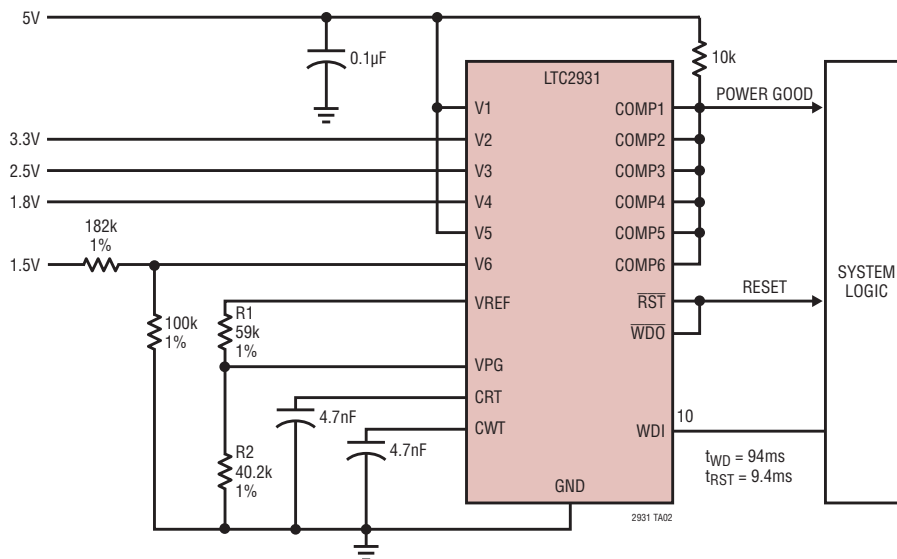 5V
0.1µF
10k
LTC2931
V1
COMP1
POWER GOOD
3.3V
V2
COMP2
2.5V
V3
COMP3
1.8V
V4
COMP4
182k
1%
V5
COMP5
1.5V
V6
COMP6
SYSTEM
LOGIC
100k
1%
R1
59k
1%
VREF
RST
RESET
WDO
VPG
CRT
4.7nF
CWT
4.7nF
10
WDI
R2
40.2k
1%
tWD = 94ms
tRST = 9.4ms
GND
2931 TA02